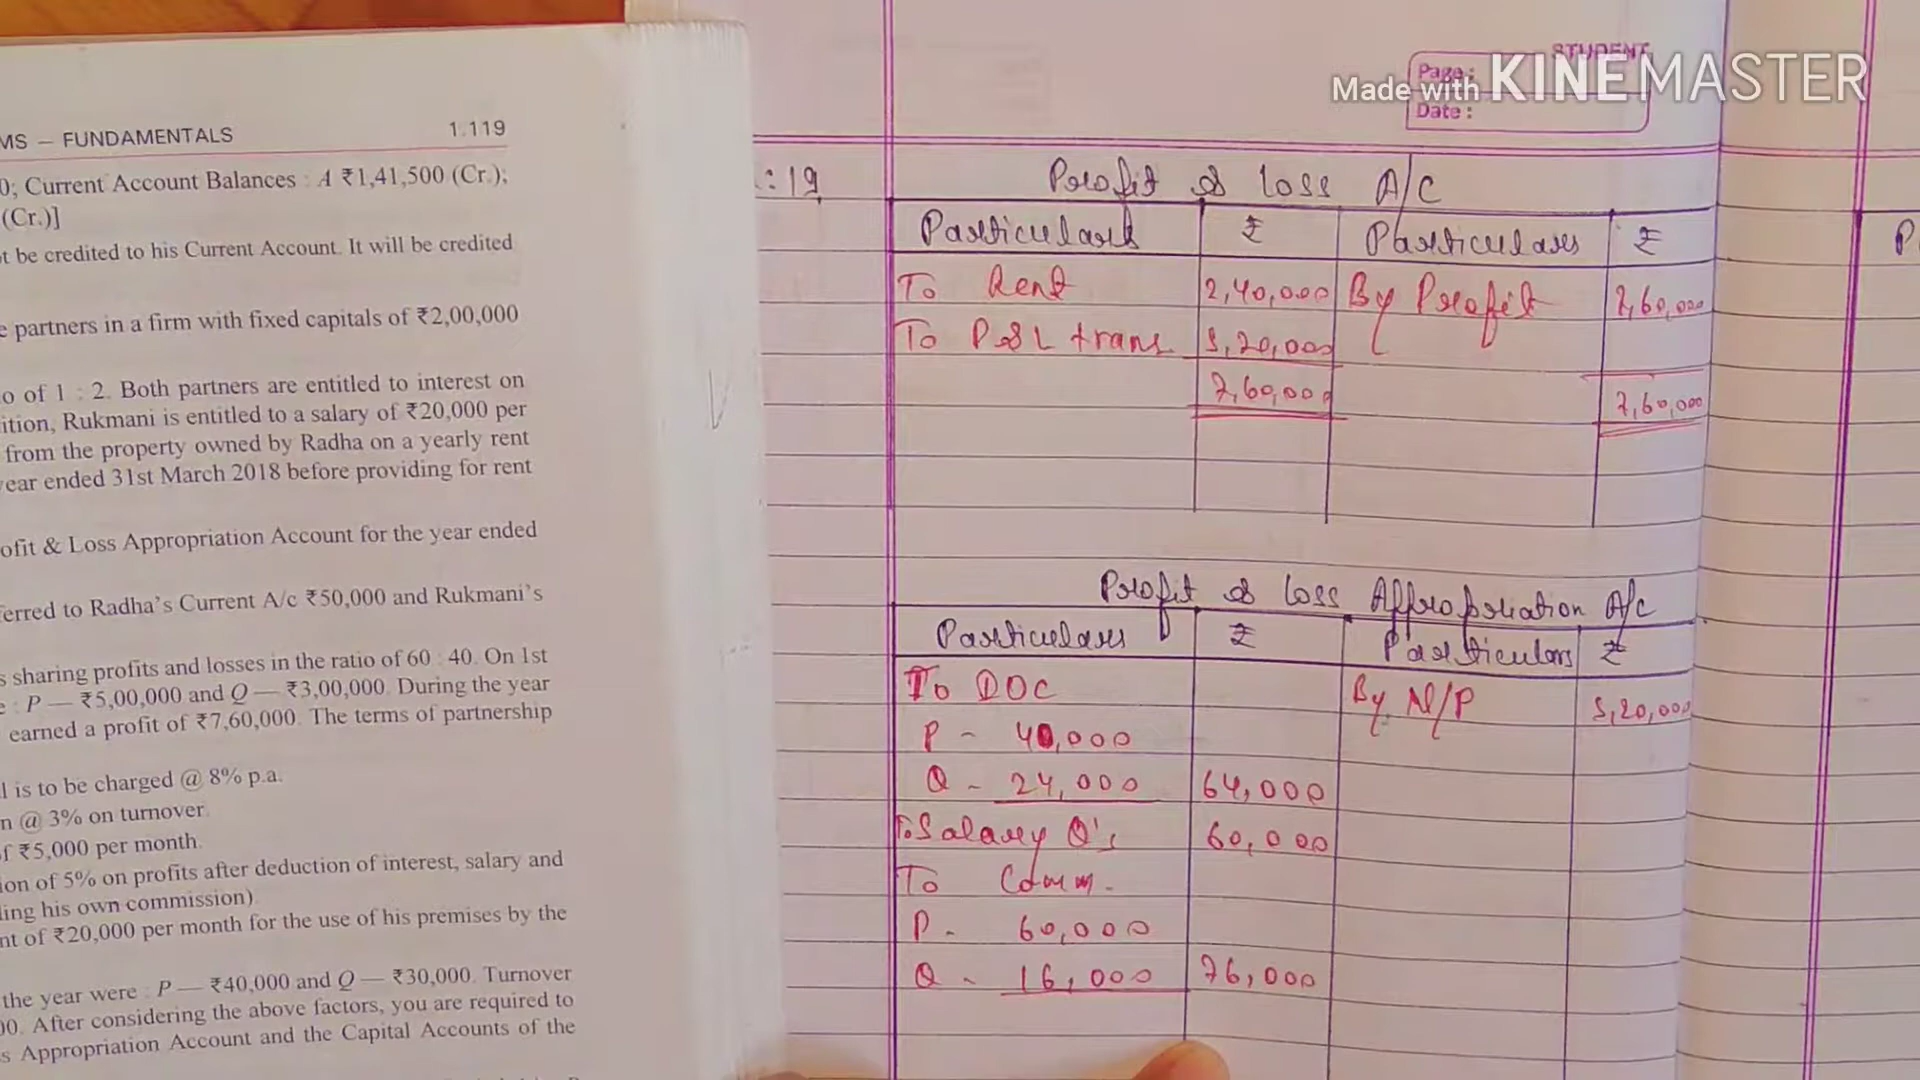 MS – FUNDAMENTALS 1.119
0; Current Account Balances : A ₹1,41,500 (Cr.);
(Cr.)]
t be credited to his Current Account. It will be credited
e partners in a firm with fixed capitals of ₹2,00,000
o of 1 : 2. Both partners are entitled to interest on
ition, Rukmani is entitled to a salary of ₹20,000 per
from the property owned by Radha on a yearly rent
ear ended 31st March 2018 before providing for rent
ofit & Loss Appropriation Account for the year ended
erred to Radha's Current A/c ₹50,000 and Rukmani's
s sharing profits and losses in the ratio of 60 : 40. On 1st
e : P — ₹5,00,000 and Q — ₹3,00,000. During the year
earned a profit of ₹7,60,000. The terms of partnership
l is to be charged @ 8% p.a.
n @ 3% on turnover.
f ₹5,000 per month.
ion of 5% on profits after deduction of interest, salary and
ling his own commission)
nt of ₹20,000 per month for the use of his premises by the
the year were : P — ₹40,000 and Q — ₹30,000. Turnover
00. After considering the above factors, you are required to
s Appropriation Account and the Capital Accounts of the
STUDENT
Page :
Made with KINEMASTER
Date :
:19 Profit & Loss A/C
Particulars ₹ Particulars ₹
To Rent 2,40,000 By Profit 7,60,000
To P&L trans 5,20,000
7,60,000 7,60,000
Profit & Loss Appropriation A/c
Particulars ₹ Particulars ₹
To IOC By N/P 5,20,000
P - 40,000
Q - 24,000 64,000
To Salary Q's 60,000
To Comm.
P - 60,000
Q - 16,000 76,000
P